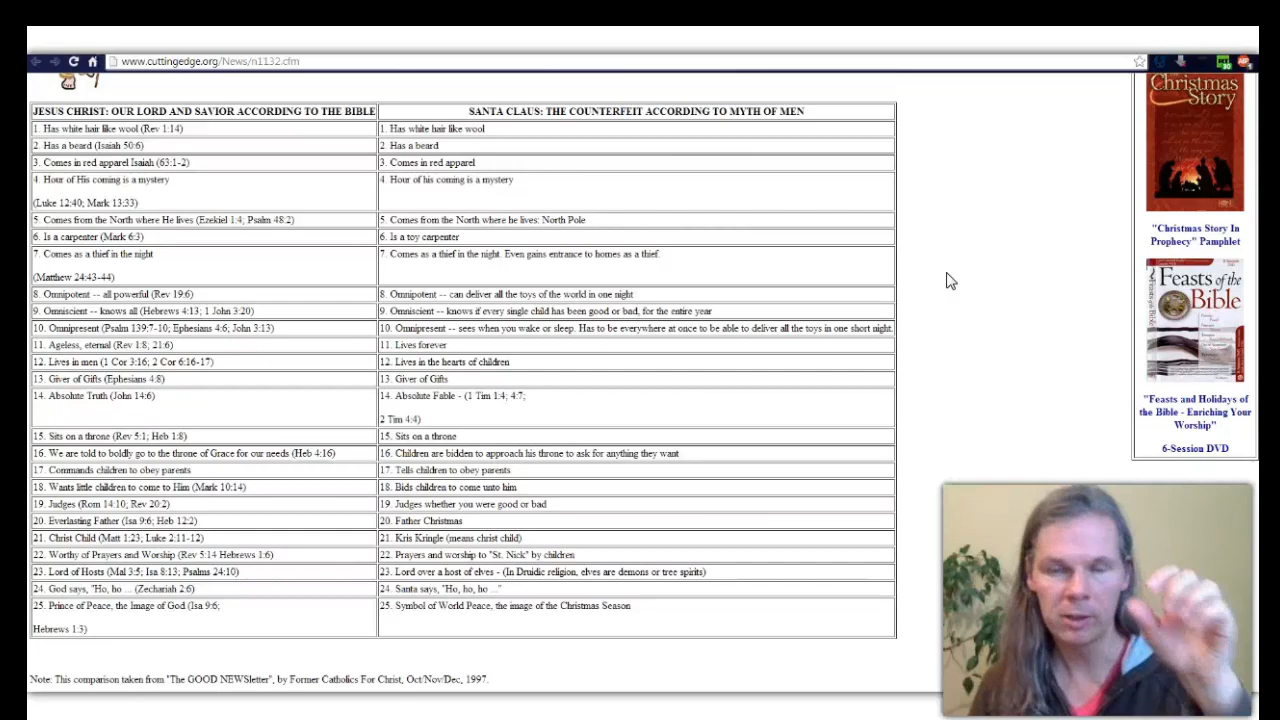 www.cuttingedge.org/News/n1132.cfm
JESUS CHRIST: OUR LORD AND SAVIOR ACCORDING TO THE BIBLE
SANTA CLAUS: THE COUNTERFEIT ACCORDING TO MYTH OF MEN
1. Has white hair like wool (Rev 1:14)
1. Has white hair like wool
2. Has a beard (Isaiah 50:6)
2. Has a beard
3. Comes in red apparel Isaiah (63:1-2)
3. Comes in red apparel
4. Hour of His coming is a mystery
(Luke 12:40; Mark 13:33)
4. Hour of his coming is a mystery
5. Comes from the North where He lives (Ezekiel 1:4; Psalm 48:2)
5. Comes from the North where he lives: North Pole
6. Is a carpenter (Mark 6:3)
6. Is a toy carpenter
7. Comes as a thief in the night
(Matthew 24:43-44)
7. Comes as a thief in the night. Even gains entrance to homes as a thief.
8. Omnipotent -- all powerful (Rev 19:6)
8. Omnipotent -- can deliver all the toys of the world in one night
9. Omniscient -- knows all (Hebrews 4:13; 1 John 3:20)
9. Omniscient -- knows if every single child has been good or bad, for the entire year
10. Omnipresent (Psalm 139:7-10; Ephesians 4:6; John 3:13)
10. Omnipresent -- sees when you wake or sleep. Has to be everywhere at once to be able to deliver all the toys in one short night.
11. Ageless, eternal (Rev 1:8; 21:6)
11. Lives forever
12. Lives in men (1 Cor 3:16; 2 Cor 6:16-17)
12. Lives in the hearts of children
13. Giver of Gifts (Ephesians 4:8)
13. Giver of Gifts
14. Absolute Truth (John 14:6)
14. Absolute Fable - (1 Tim 1:4; 4:7;
2 Tim 4:4)
15. Sits on a throne (Rev 5:1; Heb 1:8)
15. Sits on a throne
16. We are told to boldly go to the throne of Grace for our needs (Heb 4:16)
16. Children are bidden to approach his throne to ask for anything they want
17. Commands children to obey parents
17. Tells children to obey parents
18. Wants little children to come to Him (Mark 10:14)
18. Bids children to come unto him
19. Judges (Rom 14:10; Rev 20:2)
19. Judges whether you were good or bad
20. Everlasting Father (Isa 9:6; Heb 12:2)
20. Father Christmas
21. Christ Child (Matt 1:23; Luke 2:11-12)
21. Kris Kringle (means christ child)
22. Worthy of Prayers and Worship (Rev 5:14 Hebrews 1:6)
22. Prayers and worship to "St. Nick" by children
23. Lord of Hosts (Mal 3:5; Isa 8:13; Psalms 24:10)
23. Lord over a host of elves - (In Druidic religion, elves are demons or tree spirits)
24. God says, "Ho, ho ... (Zechariah 2:6)
24. Santa says, "Ho, ho, ho ..."
25. Prince of Peace, the Image of God (Isa 9:6;
Hebrews 1:3)
25. Symbol of World Peace, the image of the Christmas Season
Note: This comparison taken from "The GOOD NEWSletter", by Former Catholics For Christ, Oct/Nov/Dec, 1997.
Christmas
Story
"Christmas Story In
Prophecy" Pamphlet
Feasts of the
Bible
"Feasts and Holidays of
the Bible - Enriching Your
Worship"
6-Session DVD